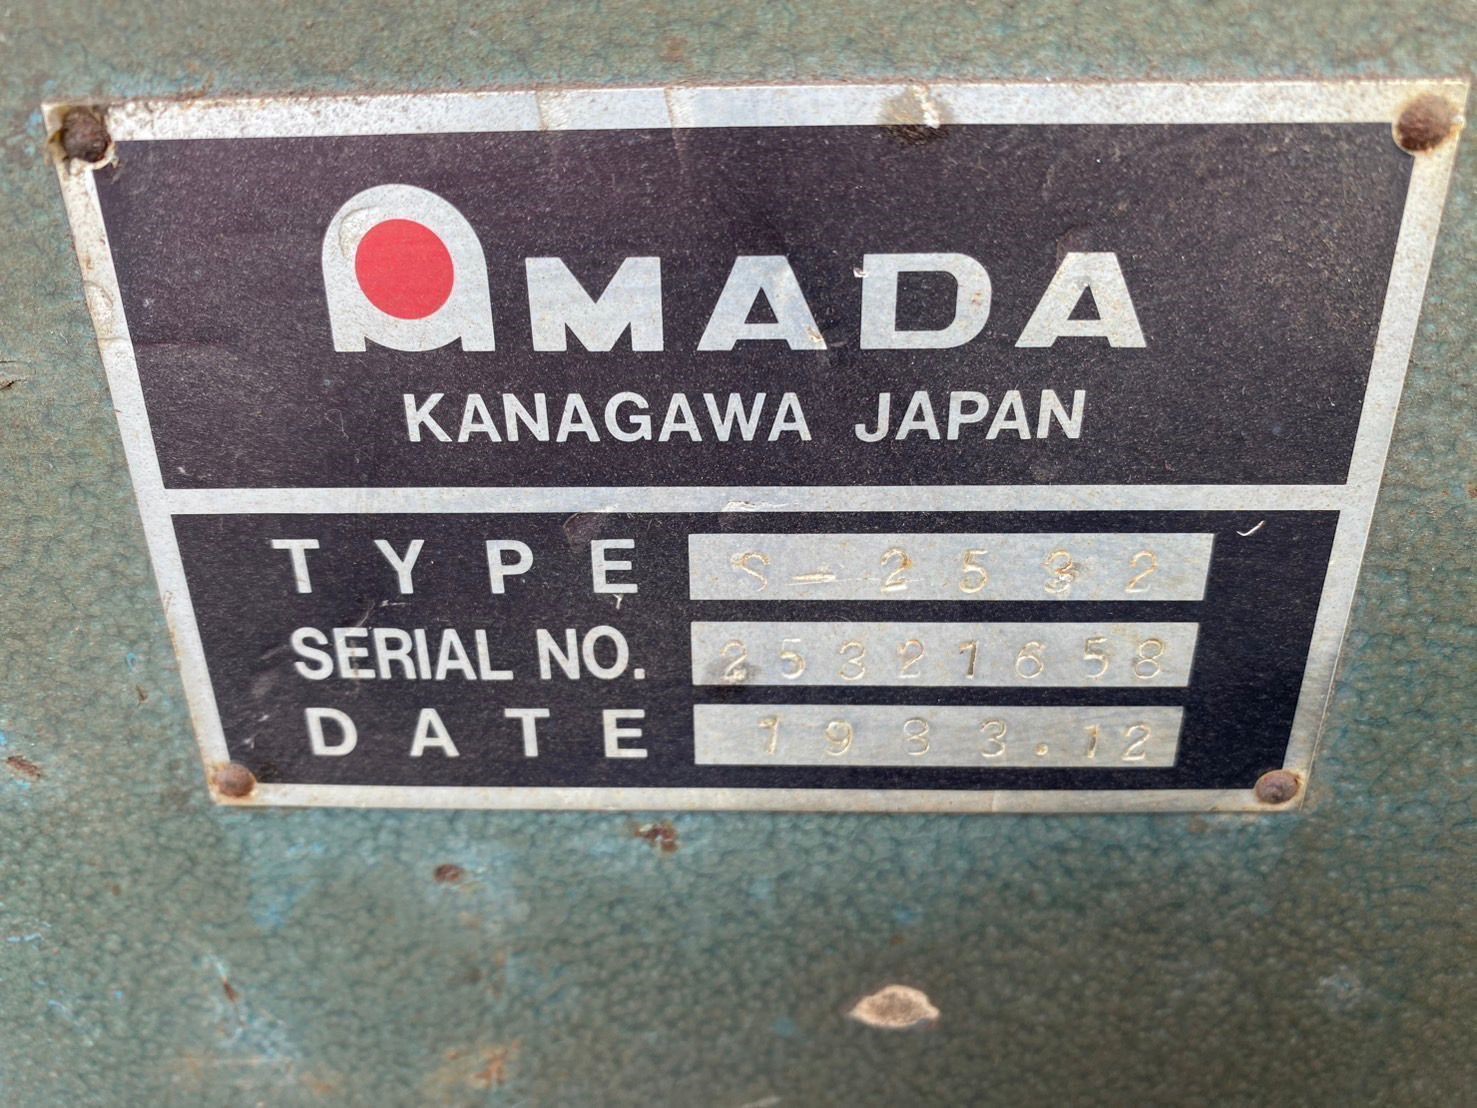 AMADA
KANAGAWA JAPAN
TYPE S-2532
SERIAL NO. 25321658
DATE 1983.12